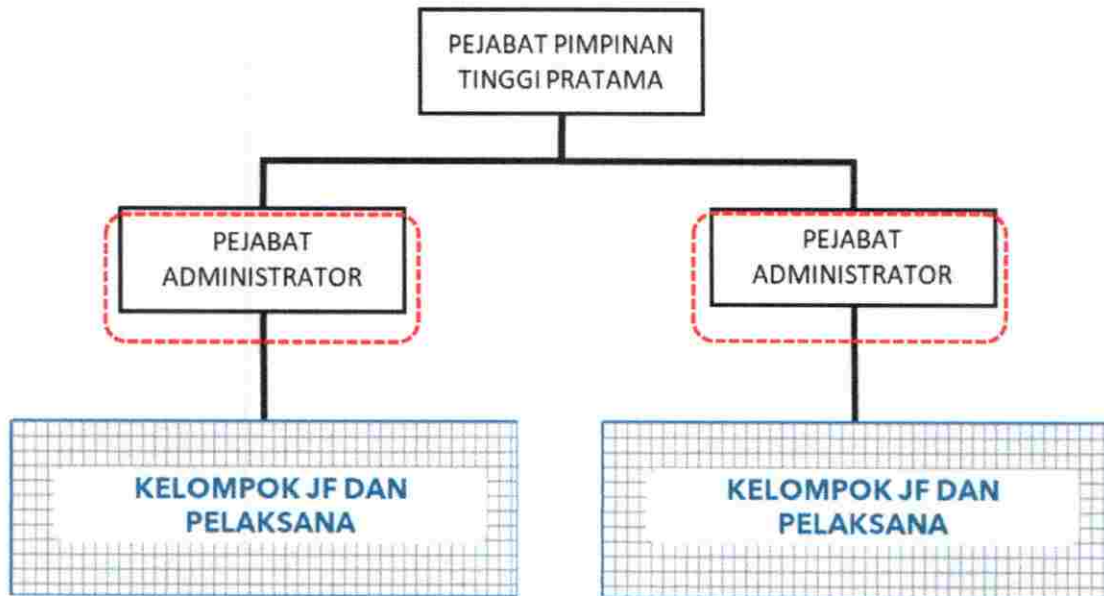 PEJABAT PIMPINAN
TINGGI PRATAMA
PEJABAT
ADMINISTRATOR
PEJABAT
ADMINISTRATOR
KELOMPOK JF DAN
PELAKSANA
KELOMPOK JF DAN
PELAKSANA